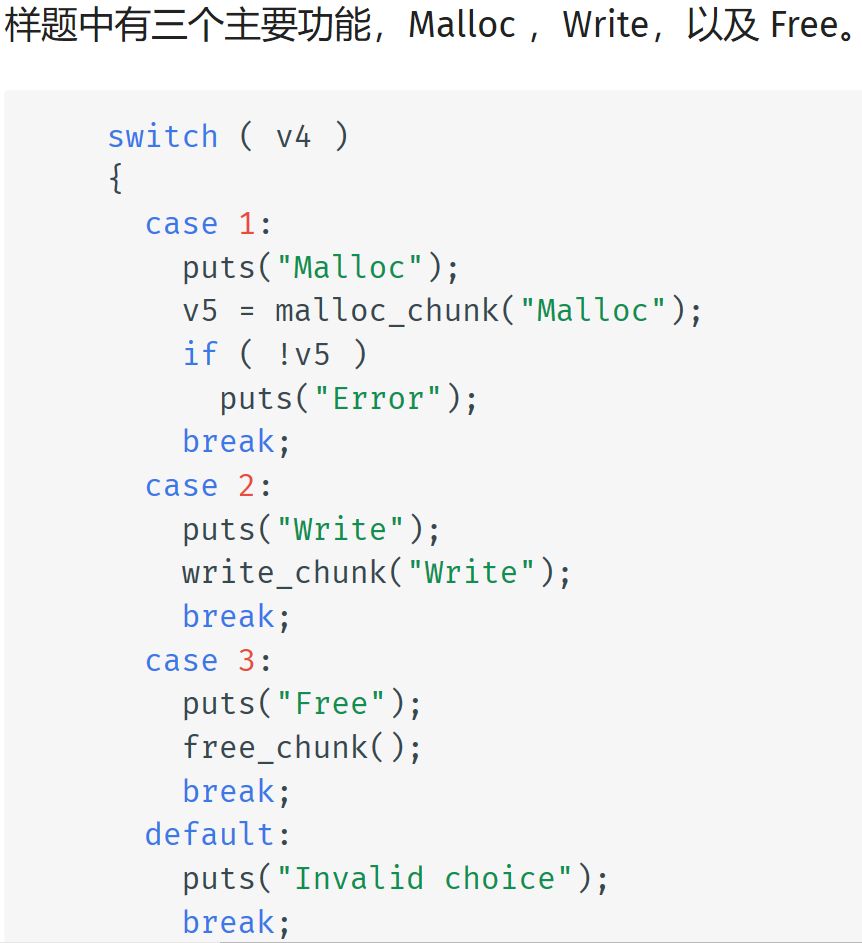 样题中有三个主要功能，Malloc ，Write，以及 Free。
switch ( v4 )
{
case 1:
puts("Malloc");
v5 = malloc_chunk("Malloc");
if ( !v5 )
puts("Error");
break;
case 2:
puts("Write");
write_chunk("Write");
break;
case 3:
puts("Free");
free_chunk();
break;
default:
puts("Invalid choice");
break;